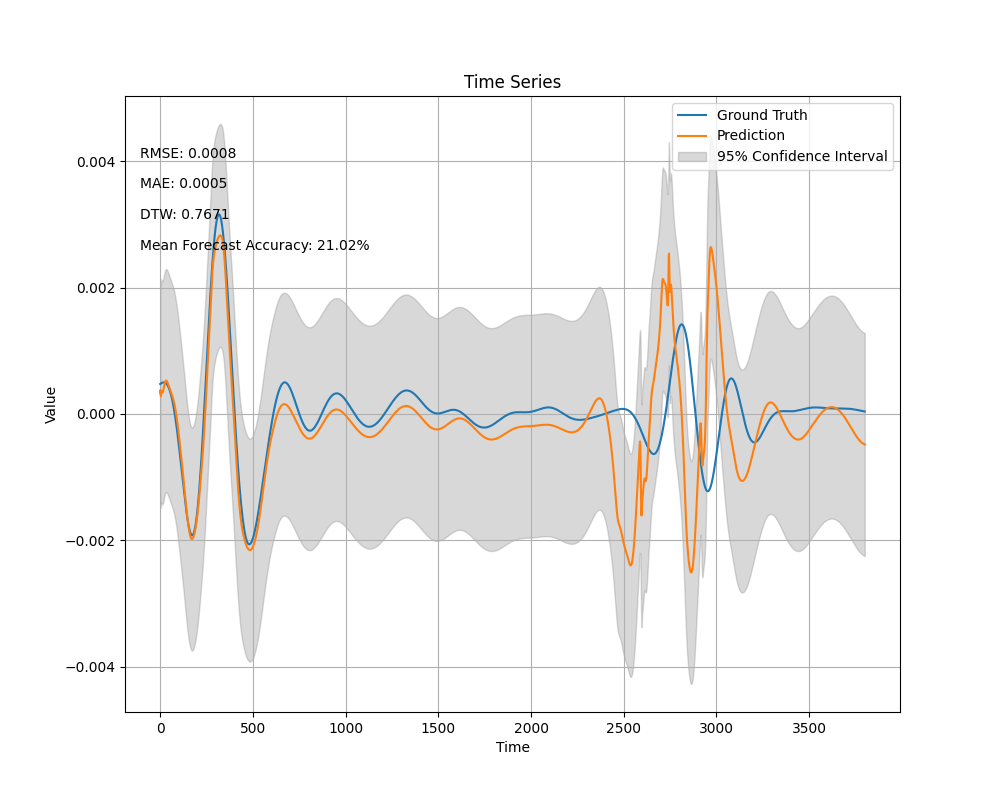 Time Series
Ground Truth
Prediction
95% Confidence Interval
RMSE: 0.0008
MAE: 0.0005
DTW: 0.7671
Mean Forecast Accuracy: 21.02%
Value
0.004
0.002
0.000
−0.002
−0.004
0 500 1000 1500 2000 2500 3000 3500
Time